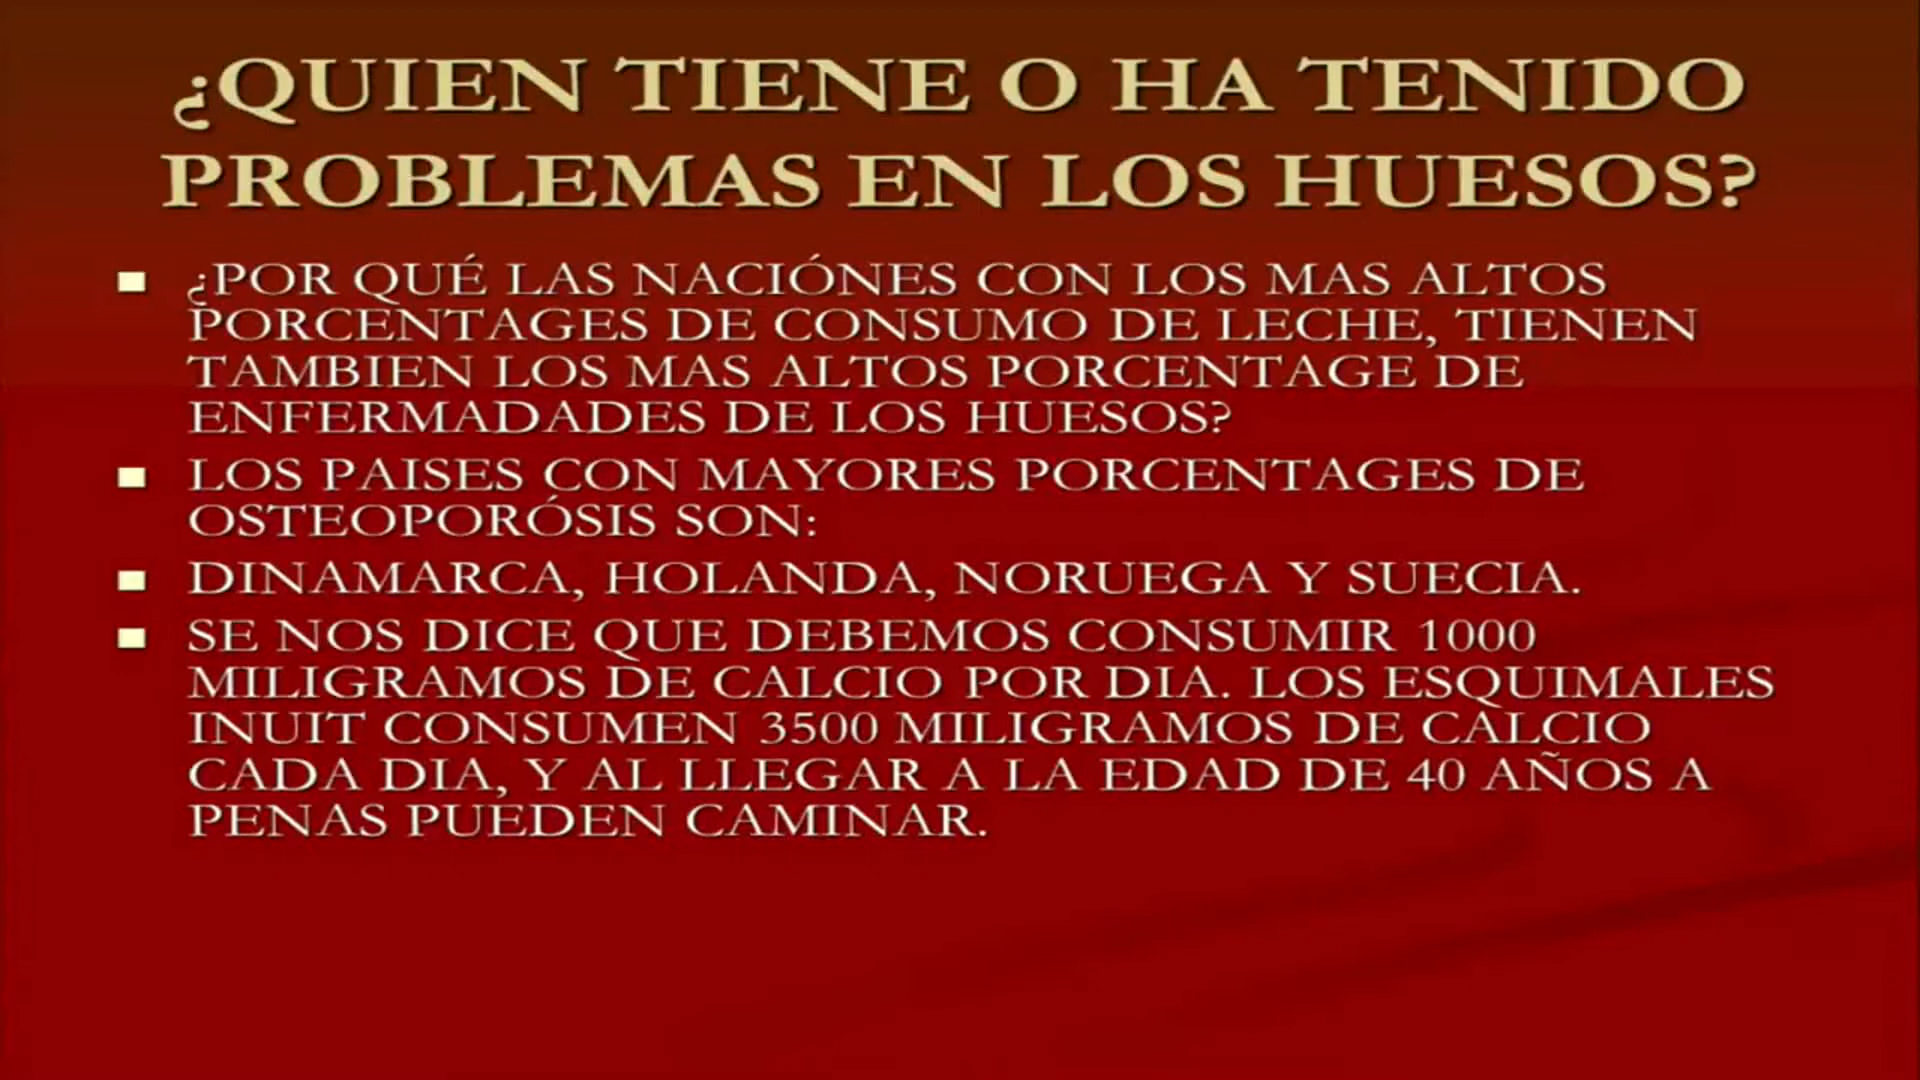 ¿QUIEN TIENE O HA TENIDO
PROBLEMAS EN LOS HUESOS?
¿POR QUÉ LAS NACIÓNES CON LOS MAS ALTOS
PORCENTAGES DE CONSUMO DE LECHE, TIENEN
TAMBIEN LOS MAS ALTOS PORCENTAGE DE
ENFERMADADES DE LOS HUESOS?
LOS PAISES CON MAYORES PORCENTAGES DE
OSTEOPORÓSIS SON:
DINAMARCA, HOLANDA, NORUEGA Y SUECIA.
SE NOS DICE QUE DEBEMOS CONSUMIR 1000
MILIGRAMOS DE CALCIO POR DIA. LOS ESQUIMALES
INUIT CONSUMEN 3500 MILIGRAMOS DE CALCIO
CADA DIA, Y AL LLEGAR A LA EDAD DE 40 AÑOS A
PENAS PUEDEN CAMINAR.